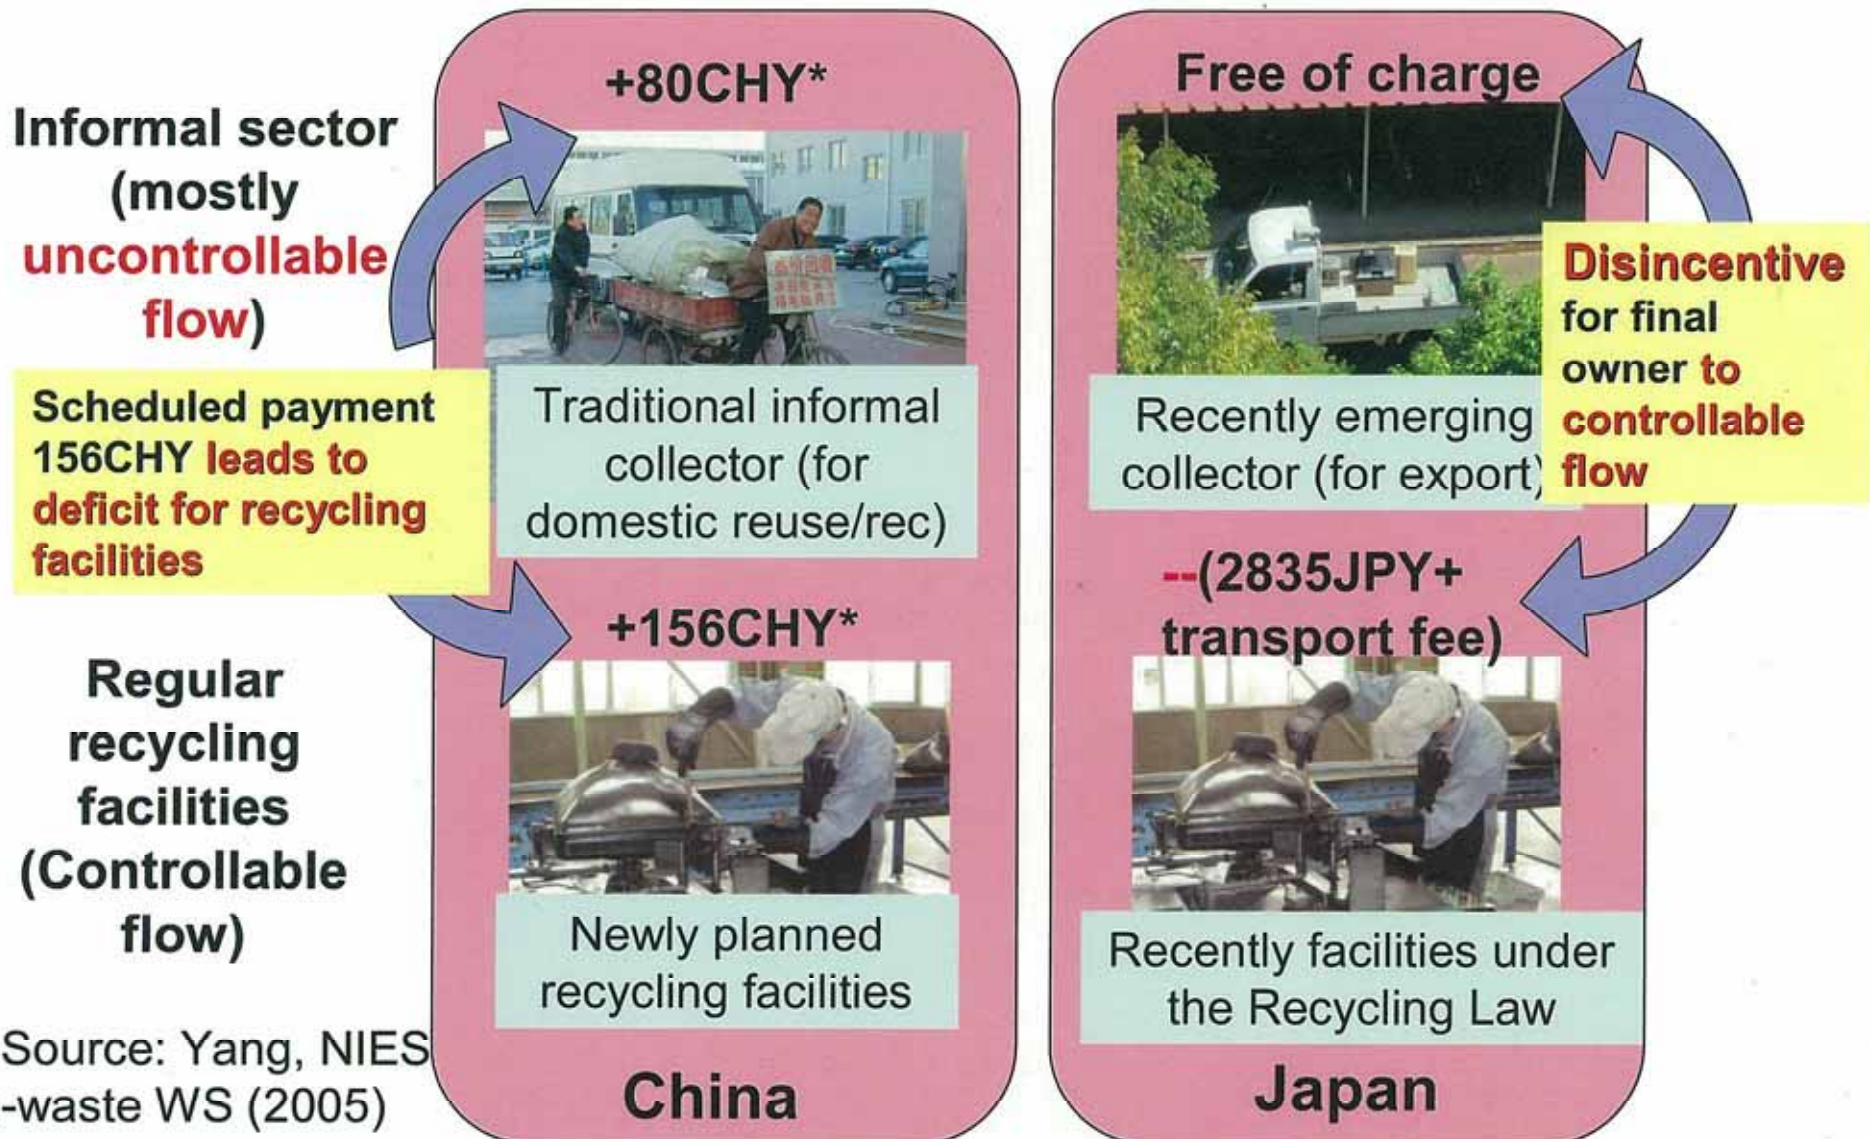 +80CHY*
Free of charge
Informal sector
(mostly
uncontrollable
flow)
Scheduled payment
156CHY leads to
deficit for recycling
facilities
Traditional informal
collector (for
domestic reuse/rec)
Recently emerging
collector (for export)
Disincentive
for final
owner to
controllable
flow
+156CHY*
--(2835JPY+
transport fee)
Regular
recycling
facilities
(Controllable
flow)
Newly planned
recycling facilities
Recently facilities under
the Recycling Law
Source: Yang, NIES
-waste WS (2005)
China
Japan